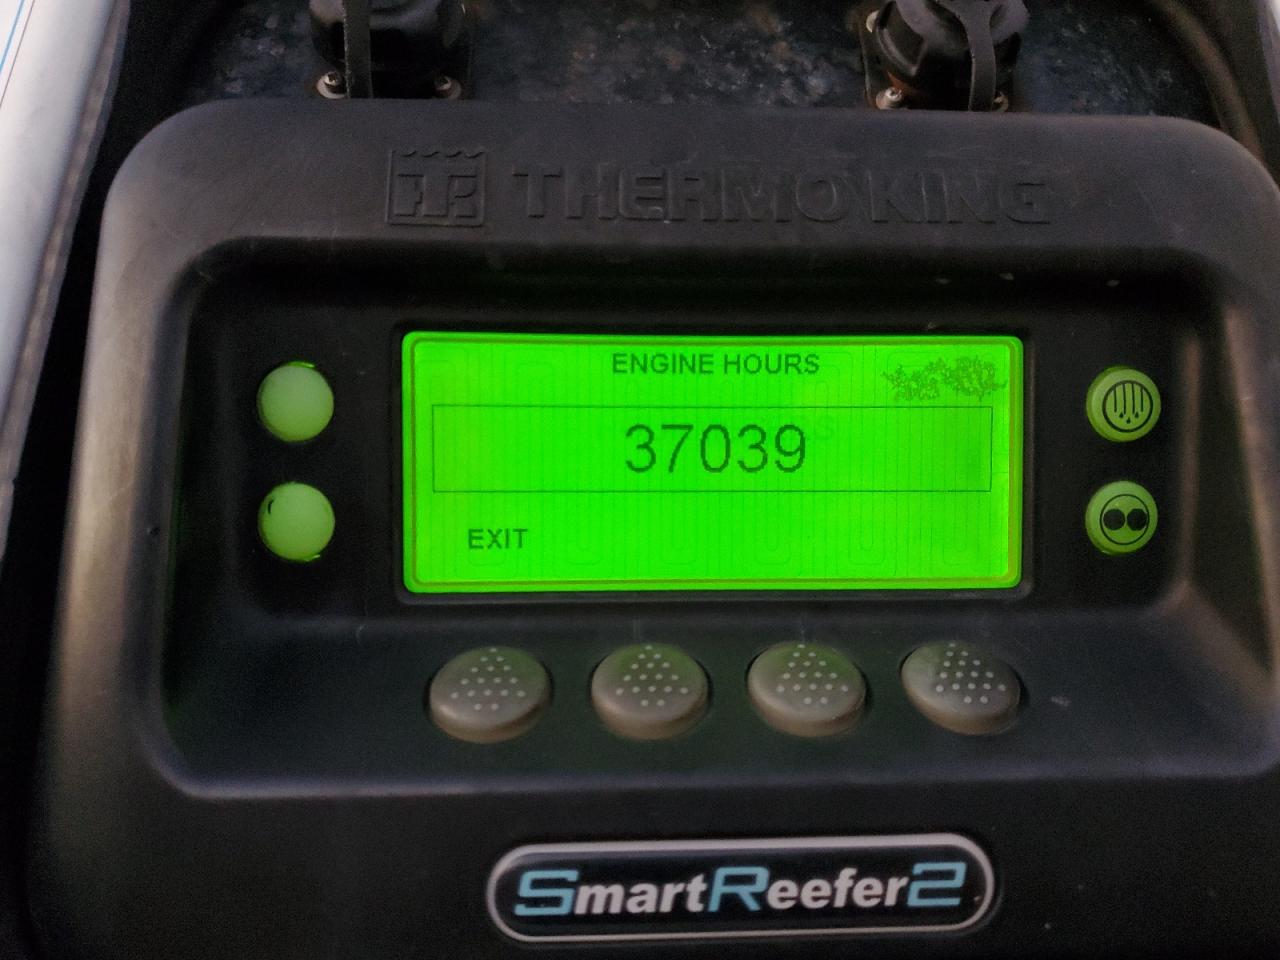 THERMO KING
ENGINE HOURS
37039
EXIT
SmartReefer2